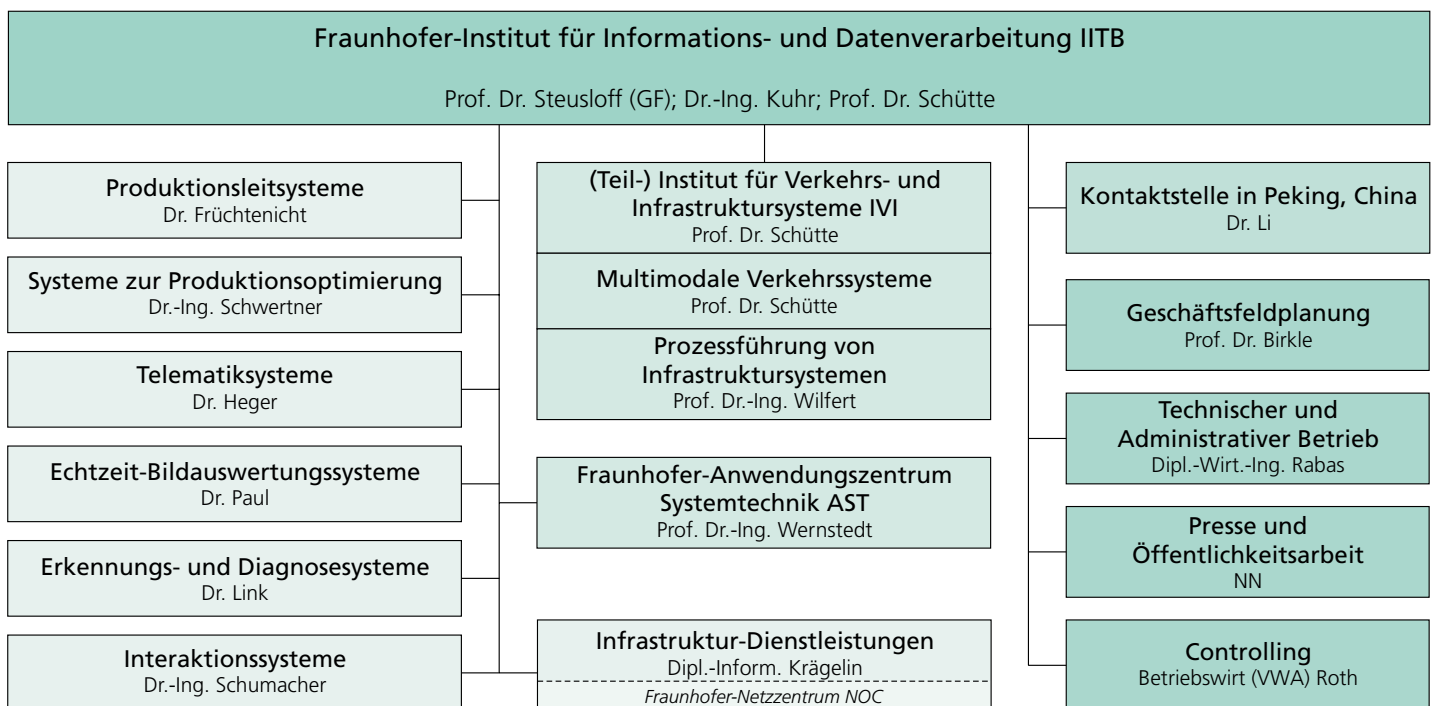 Fraunhofer-Institut für Informations- und Datenverarbeitung IITB
Prof. Dr. Steusloff (GF); Dr.-Ing. Kuhr; Prof. Dr. Schütte
Produktionsleitsysteme
Dr. Früchtenicht
Systeme zur Produktionsoptimierung
Dr.-Ing. Schwertner
Telematiksysteme
Dr. Heger
Echtzeit-Bildauswertungssysteme
Dr. Paul
Erkennungs- und Diagnosesysteme
Dr. Link
Interaktionssysteme
Dr.-Ing. Schumacher
(Teil-) Institut für Verkehrs- und
Infrastruktursysteme IVI
Prof. Dr. Schütte
Multimodale Verkehrssysteme
Prof. Dr. Schütte
Prozessführung von
Infrastruktursystemen
Prof. Dr.-Ing. Wilfert
Fraunhofer-Anwendungszentrum
Systemtechnik AST
Prof. Dr.-Ing. Wernstedt
Infrastruktur-Dienstleistungen
Dipl.-Inform. Krägelin
Fraunhofer-Netzzentrum NOC
Kontaktstelle in Peking, China
Dr. Li
Geschäftsfeldplanung
Prof. Dr. Birkle
Technischer und
Administrativer Betrieb
Dipl.-Wirt.-Ing. Rabas
Presse und
Öffentlichkeitsarbeit
NN
Controlling
Betriebswirt (VWA) Roth